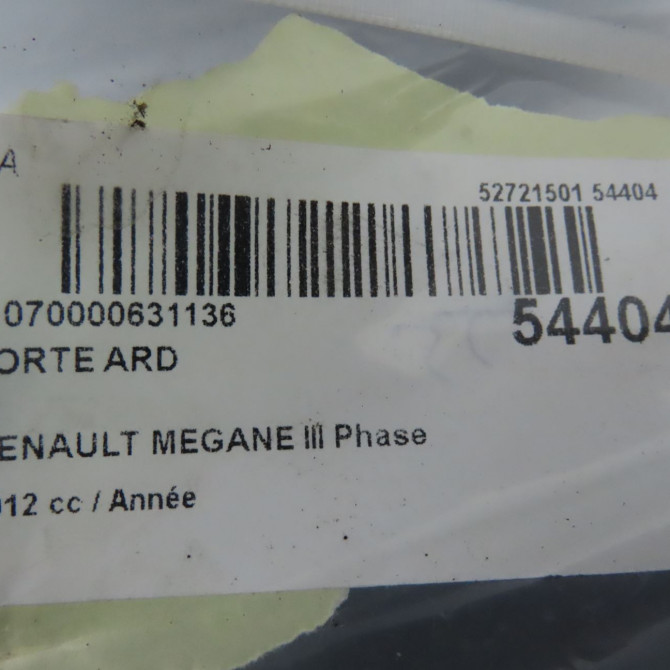 A
52721501 54404
070000631136
54404
ORTE ARD
ENAULT MEGANE III Phase
012 cc / Année